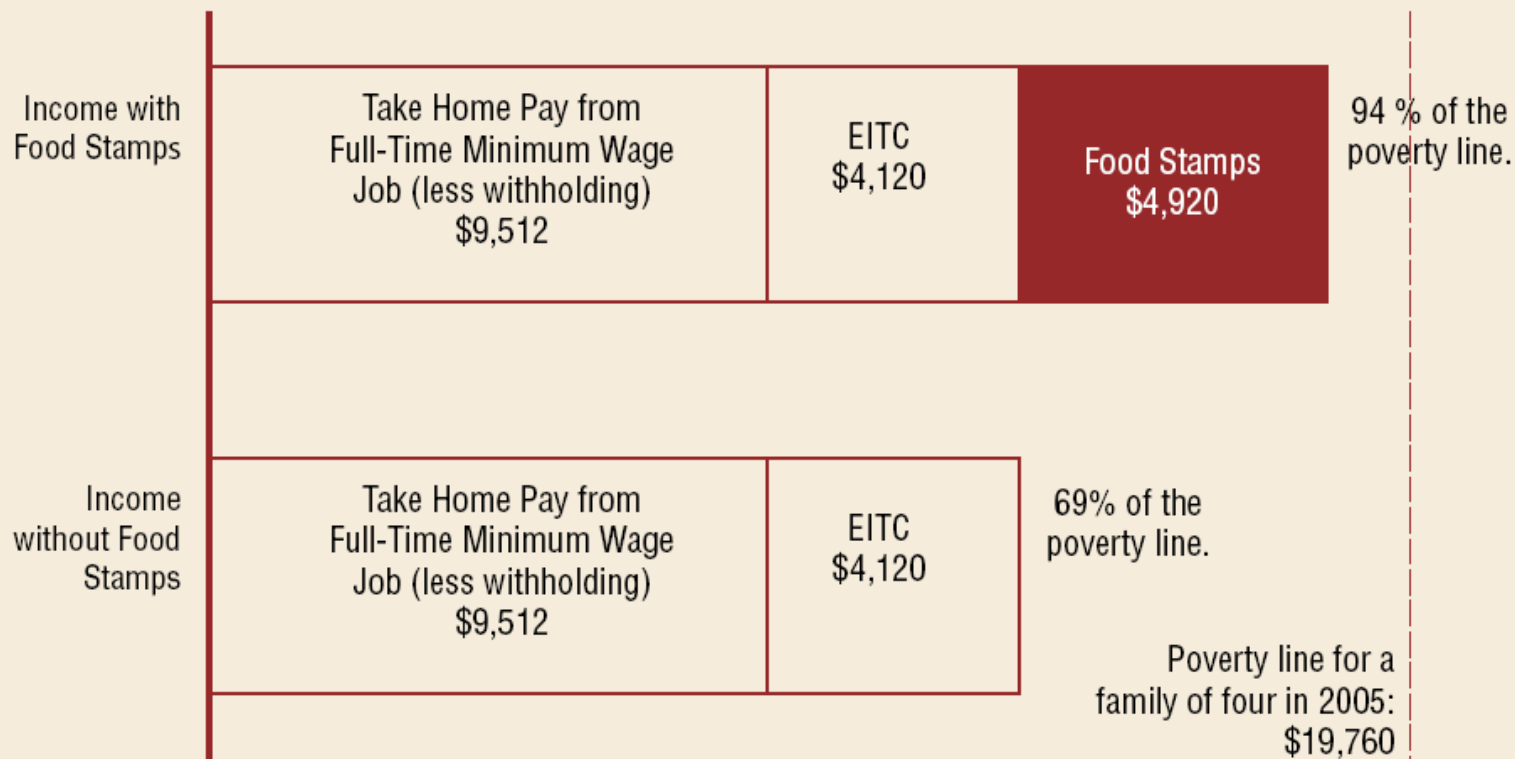 Income with
Food Stamps
Take Home Pay from
Full-Time Minimum Wage
Job (less withholding)
$9,512
EITC
$4,120
Food Stamps
$4,920
94 % of the
poverty line.
Income
without Food
Stamps
Take Home Pay from
Full-Time Minimum Wage
Job (less withholding)
$9,512
EITC
$4,120
69% of the
poverty line.
Poverty line for a
family of four in 2005:
$19,760